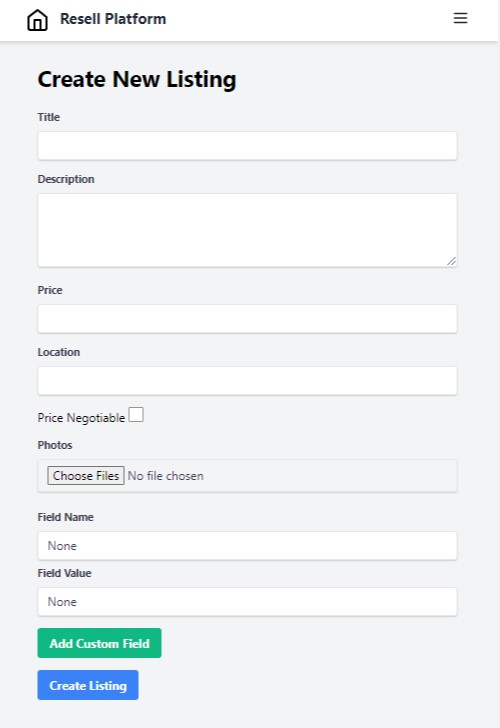 Resell Platform
Create New Listing
Title
Description
Price
Location
Price Negotiable
Photos
Choose Files No file chosen
Field Name
None
Field Value
None
Add Custom Field
Create Listing